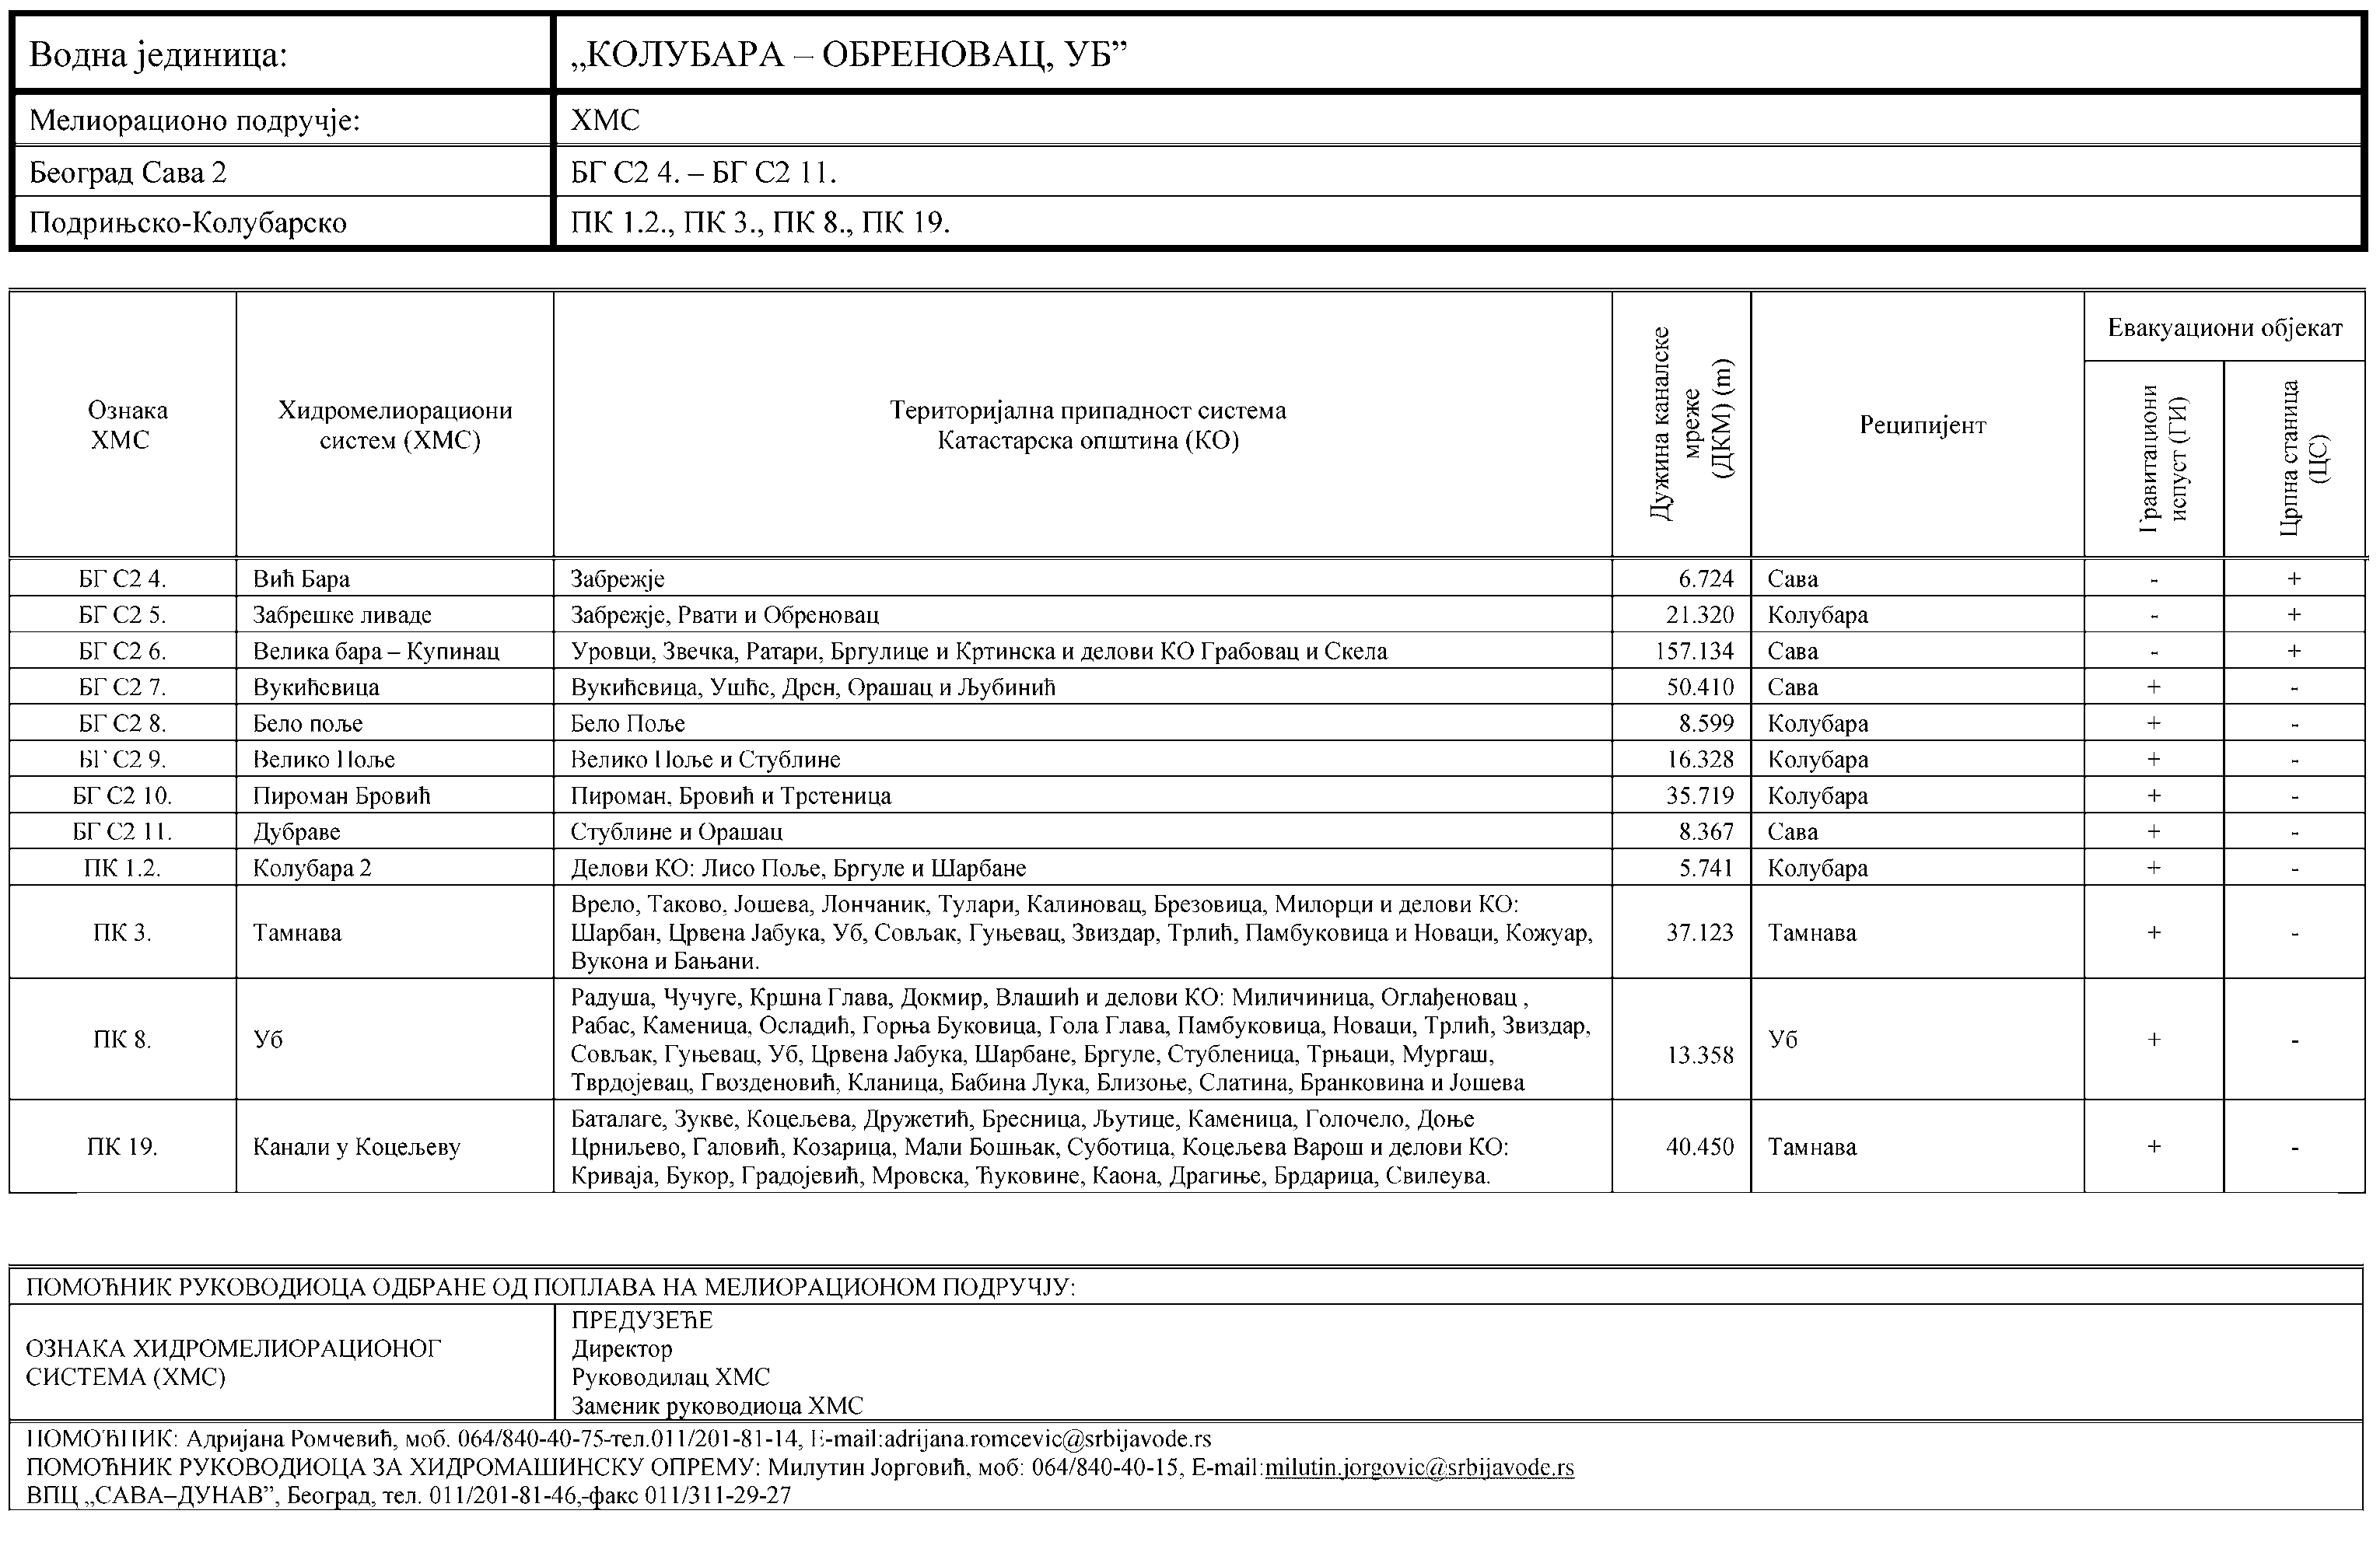 Водна јединица: „КОЛУБАРА – ОБРЕНОВАЦ, УБ”
Мелиорационо подручје: ХМС
Београд Сава 2 БГ С2 4. – БГ С2 11.
Подрињско-Колубарско ПК 1.2., ПК 3., ПК 8., ПК 19.
Ознака
ХМС
Хидромелиорациони
систем (ХМС)
Територијална припадност система
Катастарска општина (КО)
Дужина каналске
мреже
(ДКМ) (m)
Реципијент
Евакуациони објекат
Гравитациони
испуст (ГИ)
Црпна станица
(ЦС)
БГ С2 4. Вић Бара Забрежје 6.724 Сава - +
БГ С2 5. Забрешке ливаде Забрежје, Рвати и Обреновац 21.320 Колубара - +
БГ С2 6. Велика бара – Купинац Уровци, Звечка, Ратари, Бргулице и Кртинска и делови КО Грабовац и Скела 157.134 Сава - +
БГ С2 7. Вукићевица Вукићевица, Ушће, Дрен, Орашац и Љубинић 50.410 Сава + -
БГ С2 8. Бело поље Бело Поље 8.599 Колубара + -
БГ С2 9. Велико Поље Велико Поље и Стублине 16.328 Колубара + -
БГ С2 10. Пироман Бровић Пироман, Бровић и Трстеница 35.719 Колубара + -
БГ С2 11. Дубраве Стублине и Орашац 8.367 Сава + -
ПК 1.2. Колубара 2 Делови КО: Лисо Поље, Бргуле и Шарбане 5.741 Колубара + -
ПК 3. Тамнава
Врело, Таково, Јошева, Лончаник, Тулари, Калиновац, Брезовица, Милорци и делови КО:
Шарбан, Црвена Јабука, Уб, Совљак, Гуњевац, Звиздар, Трлић, Памбуковица и Новаци, Кожуар,
Вукона и Бањани.
37.123 Тамнава + -
ПК 8. Уб
Радуша, Чучуге, Кршна Глава, Докмир, Влашић и делови КО: Миличиница, Оглађеновац ,
Рабас, Каменица, Осладић, Горња Буковица, Гола Глава, Памбуковица, Новаци, Трлић, Звиздар,
Совљак, Гуњевац, Уб, Црвена Јабука, Шарбане, Бргуле, Стубленица, Трњаци, Мургаш,
Тврдојевац, Гвозденовић, Кланица, Бабина Лука, Близоње, Слатина, Бранковина и Јошева
13.358 Уб + -
ПК 19. Канали у Коцељеву
Баталаге, Зукве, Коцељева, Дружетић, Бресница, Љутице, Каменица, Голочело, Доње
Црниљево, Галовић, Козарица, Мали Бошњак, Суботица, Коцељева Варош и делови КО:
Криваја, Букор, Градојевић, Мровска, Ћуковине, Каона, Драгиње, Брдарица, Свилеува.
40.450 Тамнава + -
ПОМОЋНИК РУКОВОДИОЦА ОДБРАНЕ ОД ПОПЛАВА НА МЕЛИОРАЦИОНОМ ПОДРУЧЈУ:
ОЗНАКА ХИДРОМЕЛИОРАЦИОНОГ
СИСТЕМА (ХМС)
ПРЕДУЗЕЋЕ
Директор
Руководилац ХМС
Заменик руководиоца ХМС
ПОМОЋНИК: Адријана Ромчевић, моб. 064/840-40-75-тел.011/201-81-14, E-mail:adrijana.romcevic@srbijavode.rs
ПОМОЋНИК РУКОВОДИОЦА ЗА ХИДРОМАШИНСКУ ОПРЕМУ: Милутин Јорговић, моб: 064/840-40-15, E-mail:milutin.jorgovic@srbijavode.rs
ВПЦ „САВА–ДУНАВ”, Београд, тел. 011/201-81-46,-факс 011/311-29-27